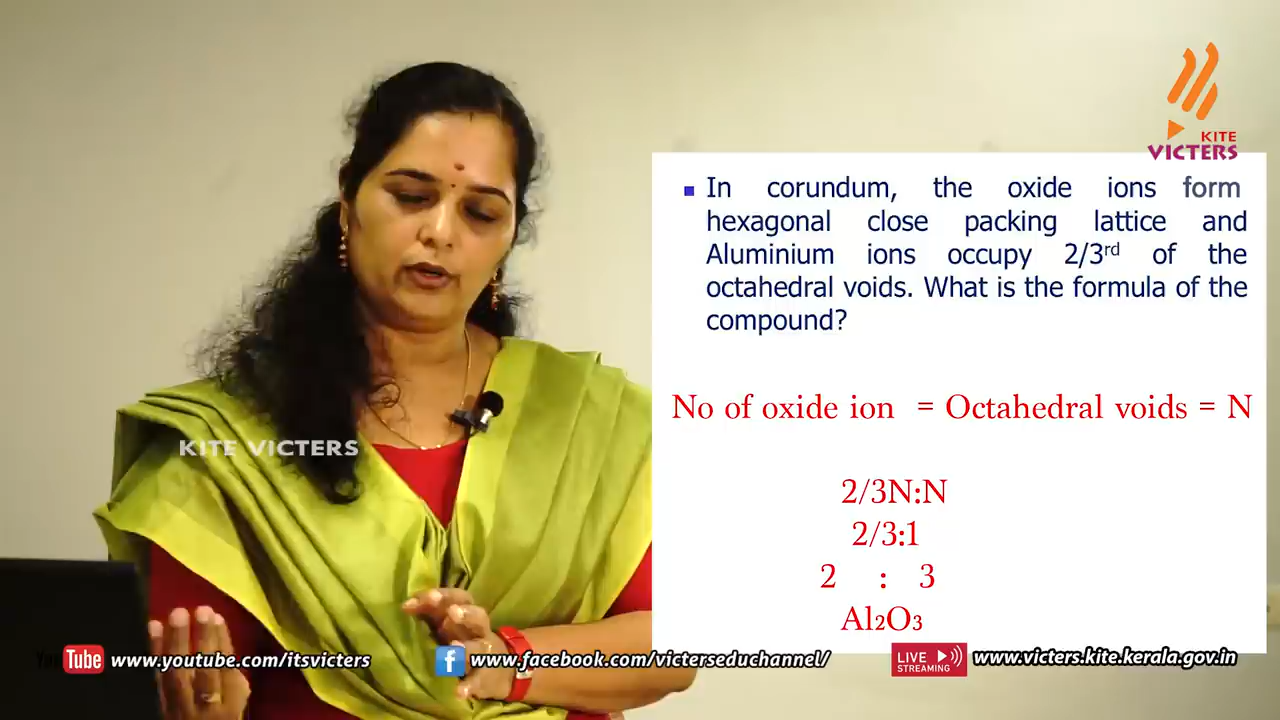 KITE
VICTERS
■ In corundum, the oxide ions form
hexagonal close packing lattice and
Aluminium ions occupy 2/3rd of the
octahedral voids. What is the formula of the
compound?
No of oxide ion = Octahedral voids = N
KITE VICTERS
2/3N:N
2/3:1
2 : 3
Al₂O₃
YouTube www.youtube.com/itsvicters
f www.facebook.com/victerseduchannel/
LIVE
STREAMING
www.victers.kite.kerala.gov.in